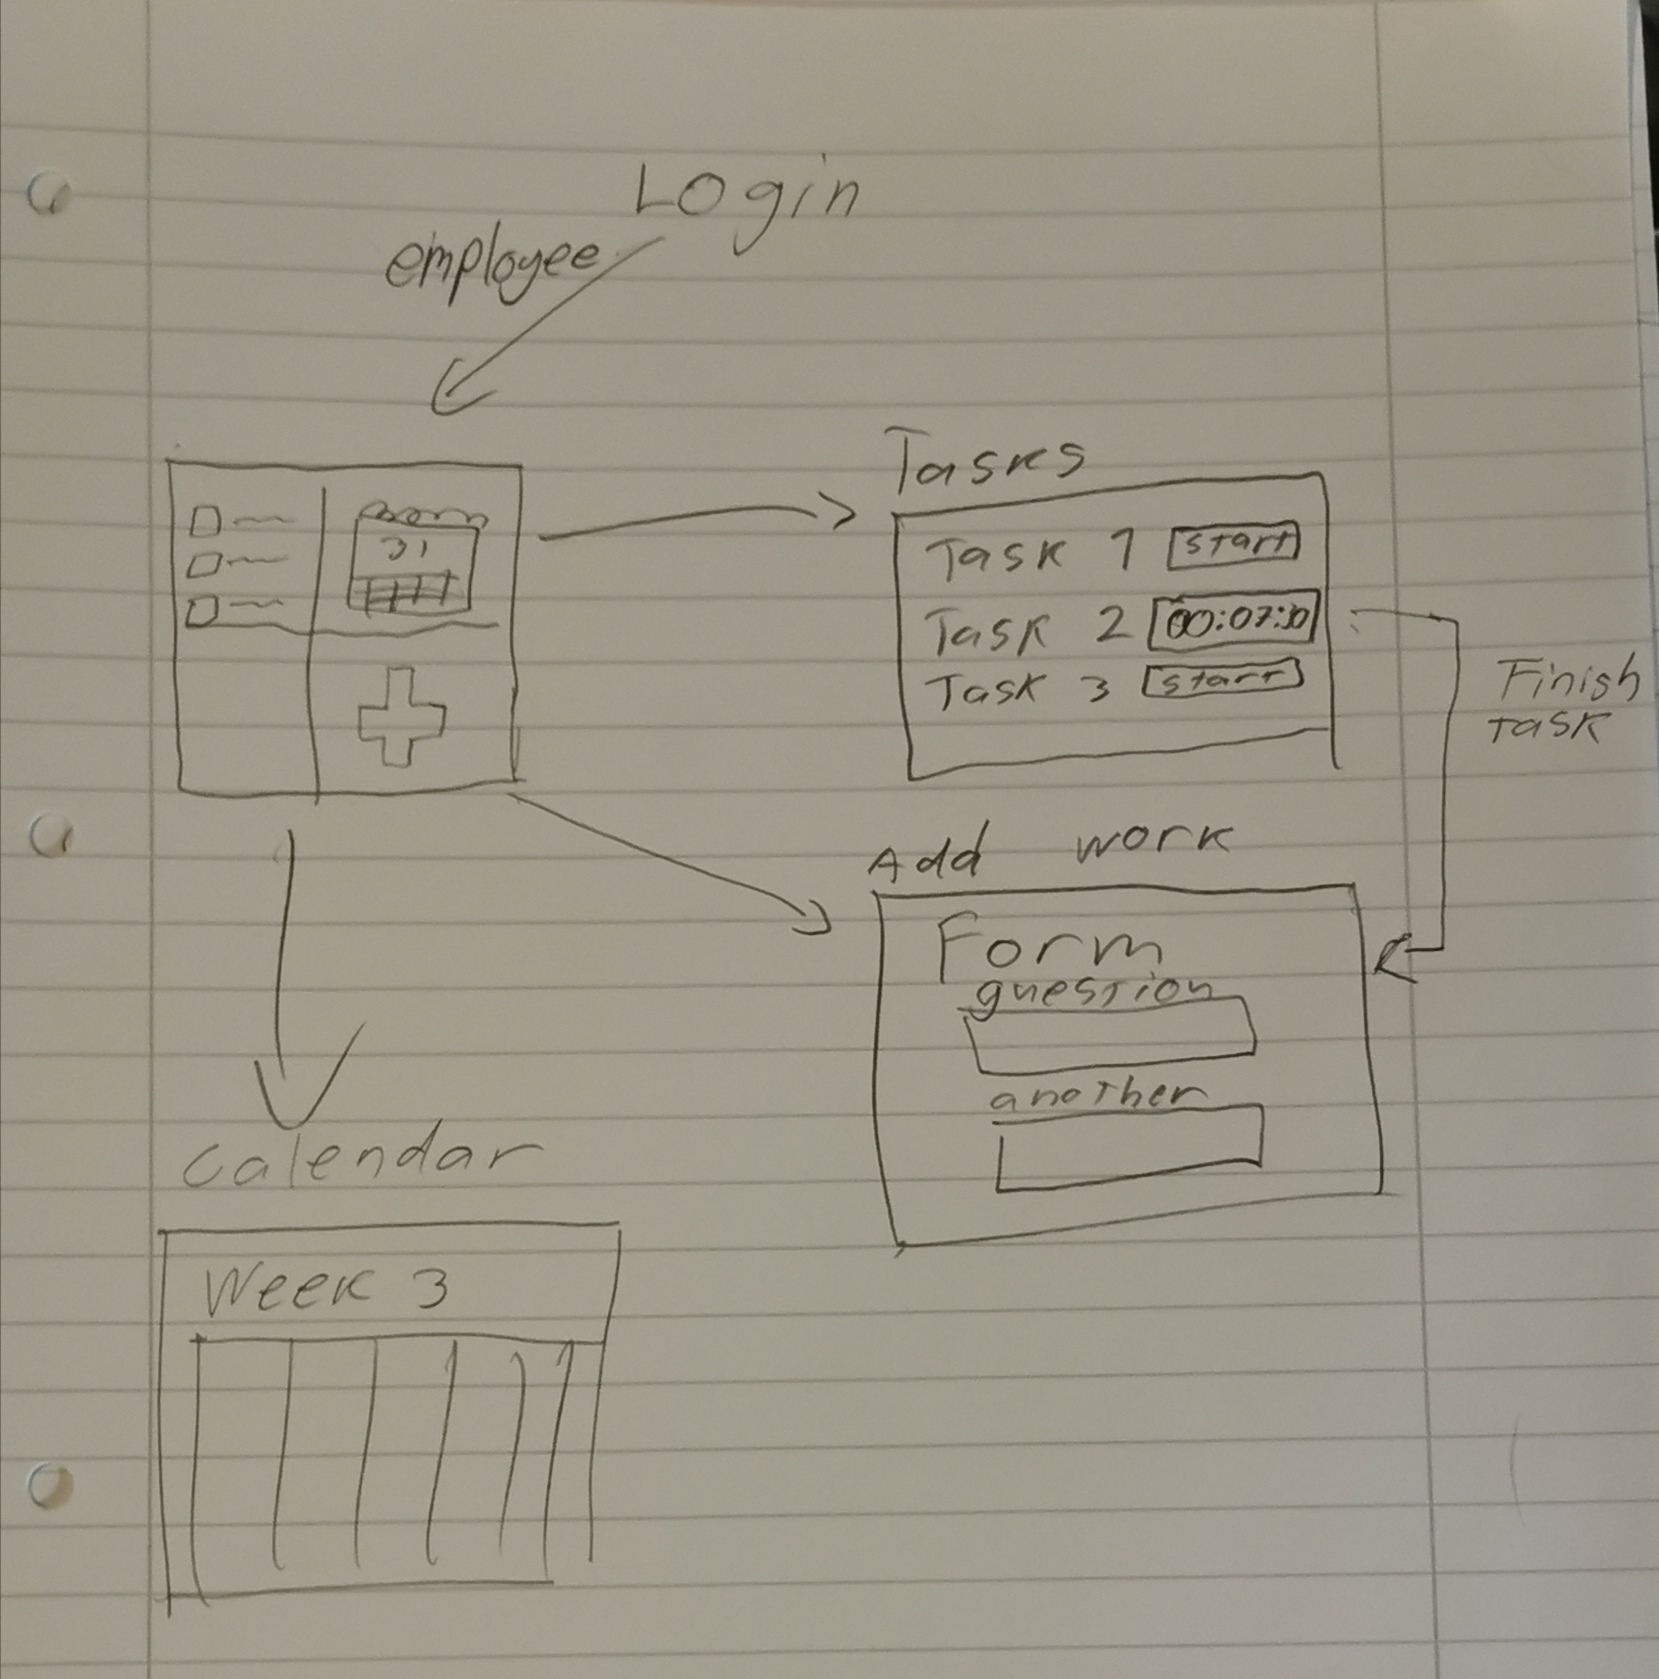 Login
employee
Tasks
Task 1 start
Task 2 00:07:30
Task 3 start
Finish
Task
Add work
Form
question
another
31
Calendar
Week 3